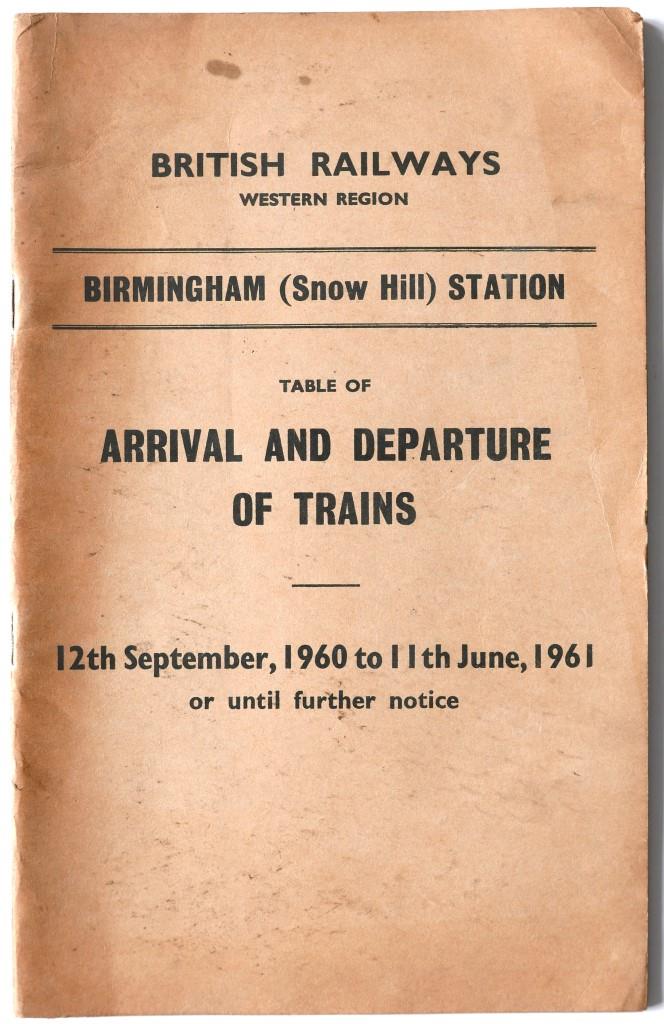 BRITISH RAILWAYS
WESTERN REGION
BIRMINGHAM (Snow Hill) STATION
TABLE OF
ARRIVAL AND DEPARTURE
OF TRAINS
12th September, 1960 to 11th June, 1961
or until further notice